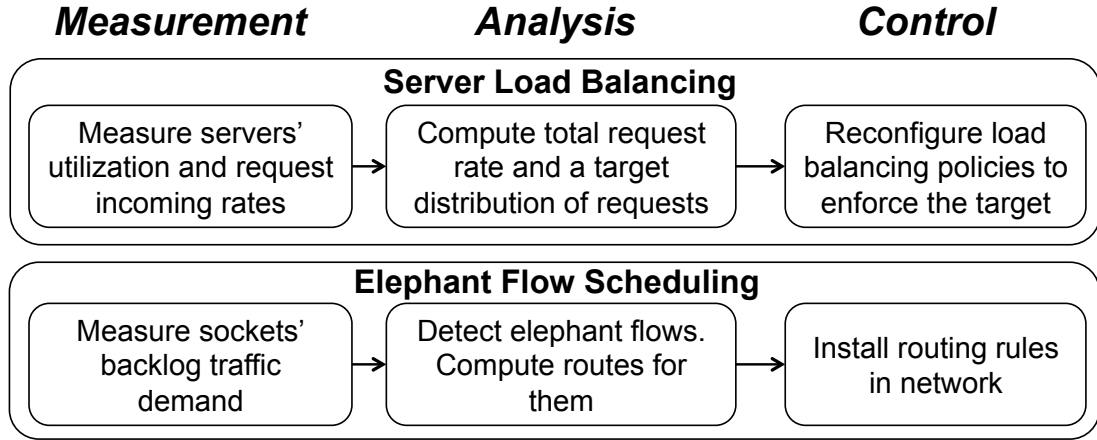 Measurement Analysis Control
Server Load Balancing
Measure servers’
utilization and request
incoming rates
Compute total request
rate and a target
distribution of requests
Reconfigure load
balancing policies to
enforce the target
Elephant Flow Scheduling
Measure sockets’
backlog traffic
demand
Detect elephant flows.
Compute routes for
them
Install routing rules
in network